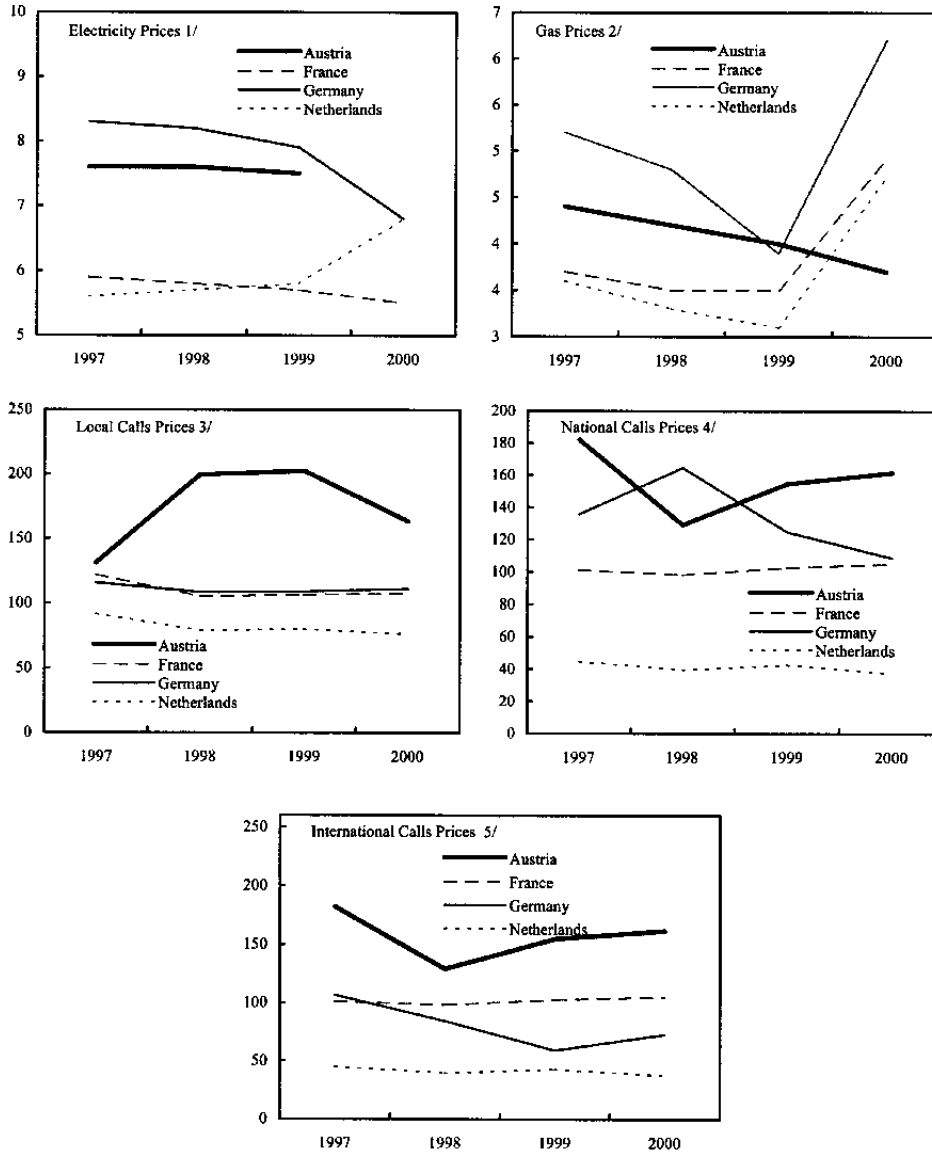 Electricity Prices 1/
Austria
France
Germany
Netherlands
10
9
8
7
6
5
1997 1998 1999 2000
Gas Prices 2/
Austria
France
Germany
Netherlands
7
6
6
5
5
4
4
3
1997 1998 1999 2000
Local Calls Prices 3/
250
200
150
100
50
0
Austria
France
Germany
Netherlands
1997 1998 1999 2000
National Calls Prices 4/
200
180
160
140
120
100
80
60
40
20
0
Austria
France
Germany
Netherlands
1997 1998 1999 2000
International Calls Prices 5/
Austria
France
Germany
Netherlands
250
200
150
100
50
0
1997 1998 1999 2000